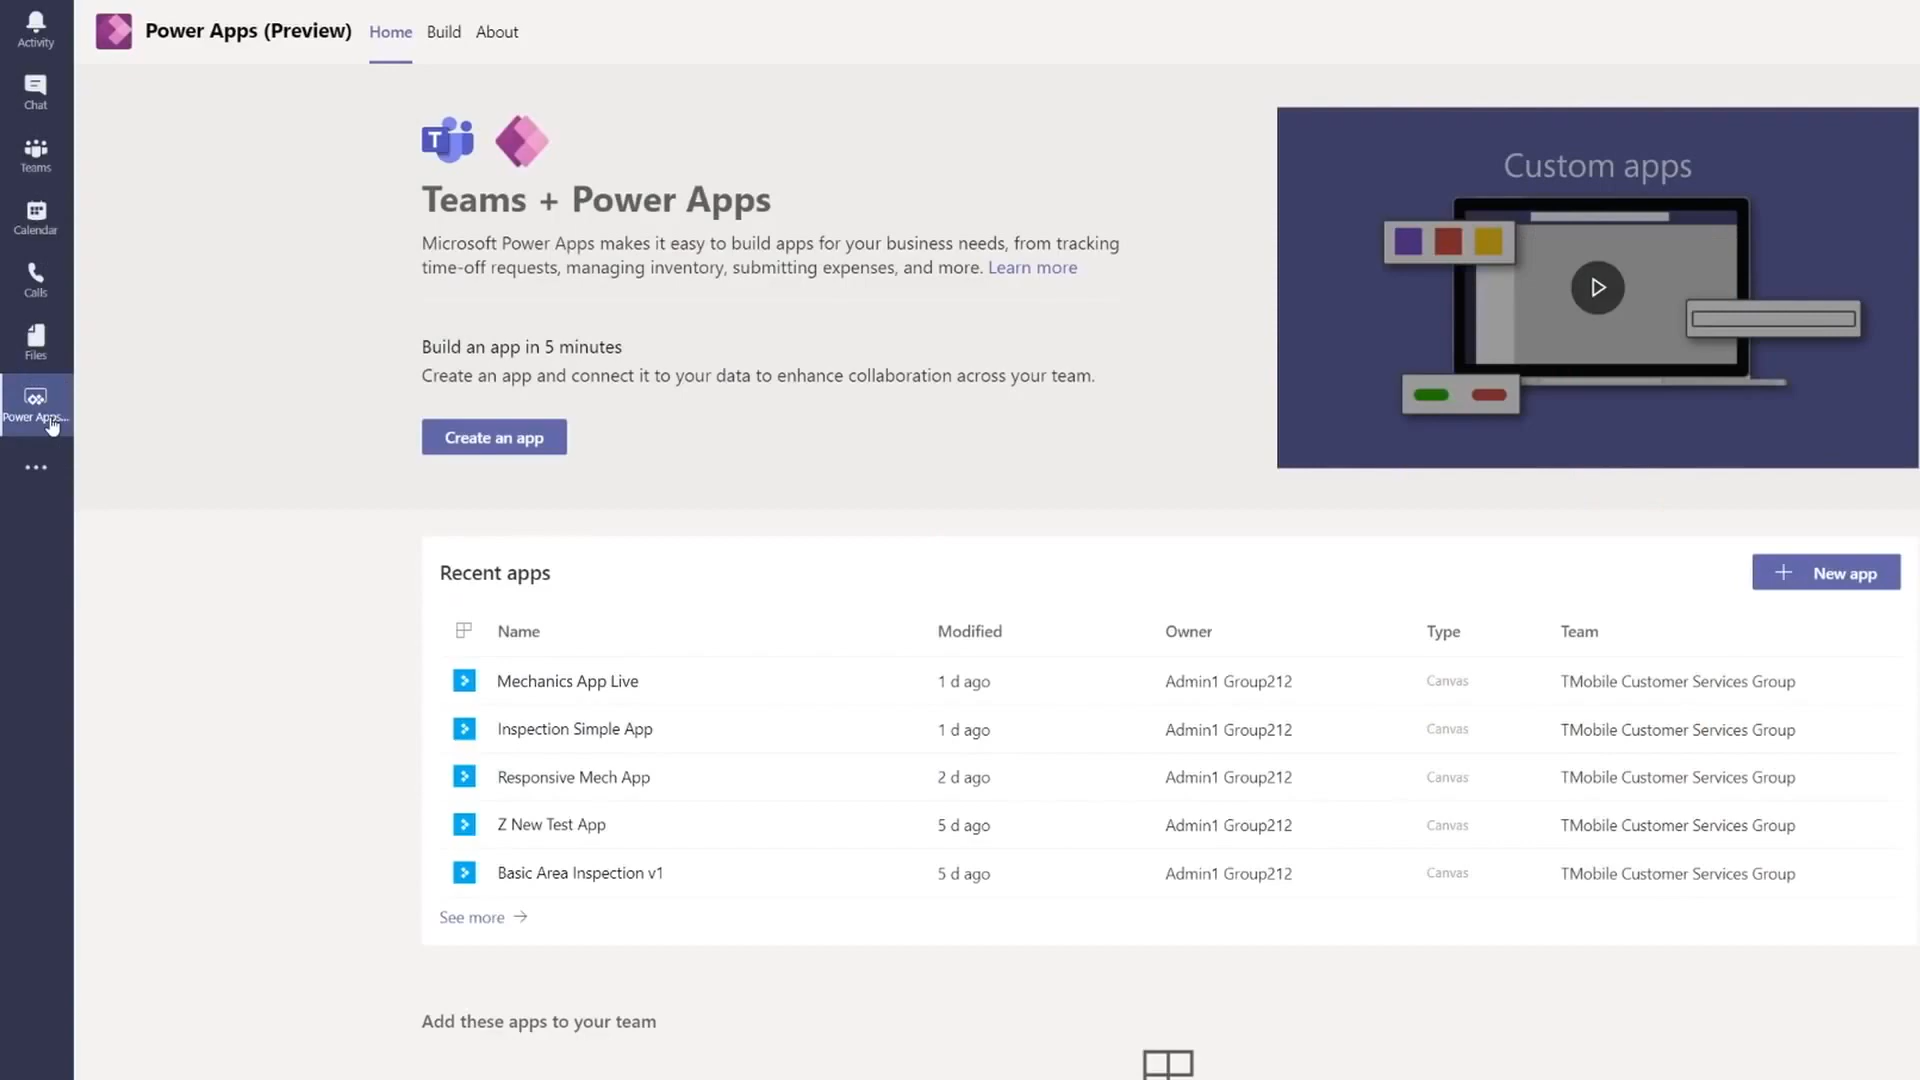 Activity
Chat
Teams
Calendar
Calls
Files
Power Apps...
Power Apps (Preview) Home Build About
T
Teams + Power Apps
Microsoft Power Apps makes it easy to build apps for your business needs, from tracking
time-off requests, managing inventory, submitting expenses, and more. Learn more
Build an app in 5 minutes
Create an app and connect it to your data to enhance collaboration across your team.
Create an app
Custom apps
Recent apps
New app
Name Modified Owner Type Team
Mechanics App Live 1 d ago Admin1 Group212 Canvas TMobile Customer Services Group
Inspection Simple App 1 d ago Admin1 Group212 Canvas TMobile Customer Services Group
Responsive Mech App 2 d ago Admin1 Group212 Canvas TMobile Customer Services Group
Z New Test App 5 d ago Admin1 Group212 Canvas TMobile Customer Services Group
Basic Area Inspection v1 5 d ago Admin1 Group212 Canvas TMobile Customer Services Group
See more
Add these apps to your team